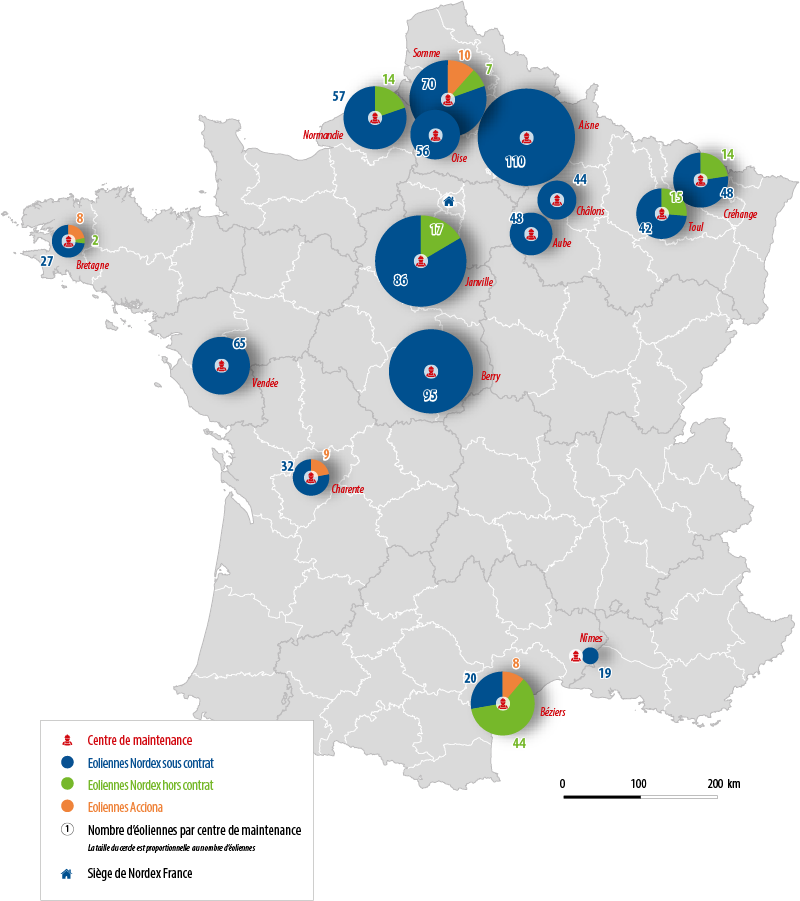 Somme
10
7
70
14
57
Normandie
56
Oise
Aisne
110
44
Châlons
48
Aube
14
48
Créhange
15
42
Toul
8
2
27
Bretagne
17
86
Janville
65
Vendée
95
Berry
32
9
Charente
Nîmes
19
20
8
Béziers
44
Centre de maintenance
Eoliennes Nordex sous contrat
Eoliennes Nordex hors contrat
Eoliennes Acciona
1 Nombre d'éoliennes par centre de maintenance
La taille du cercle est proportionnelle au nombre d'éoliennes
Siège de Nordex France
0 100 200 km